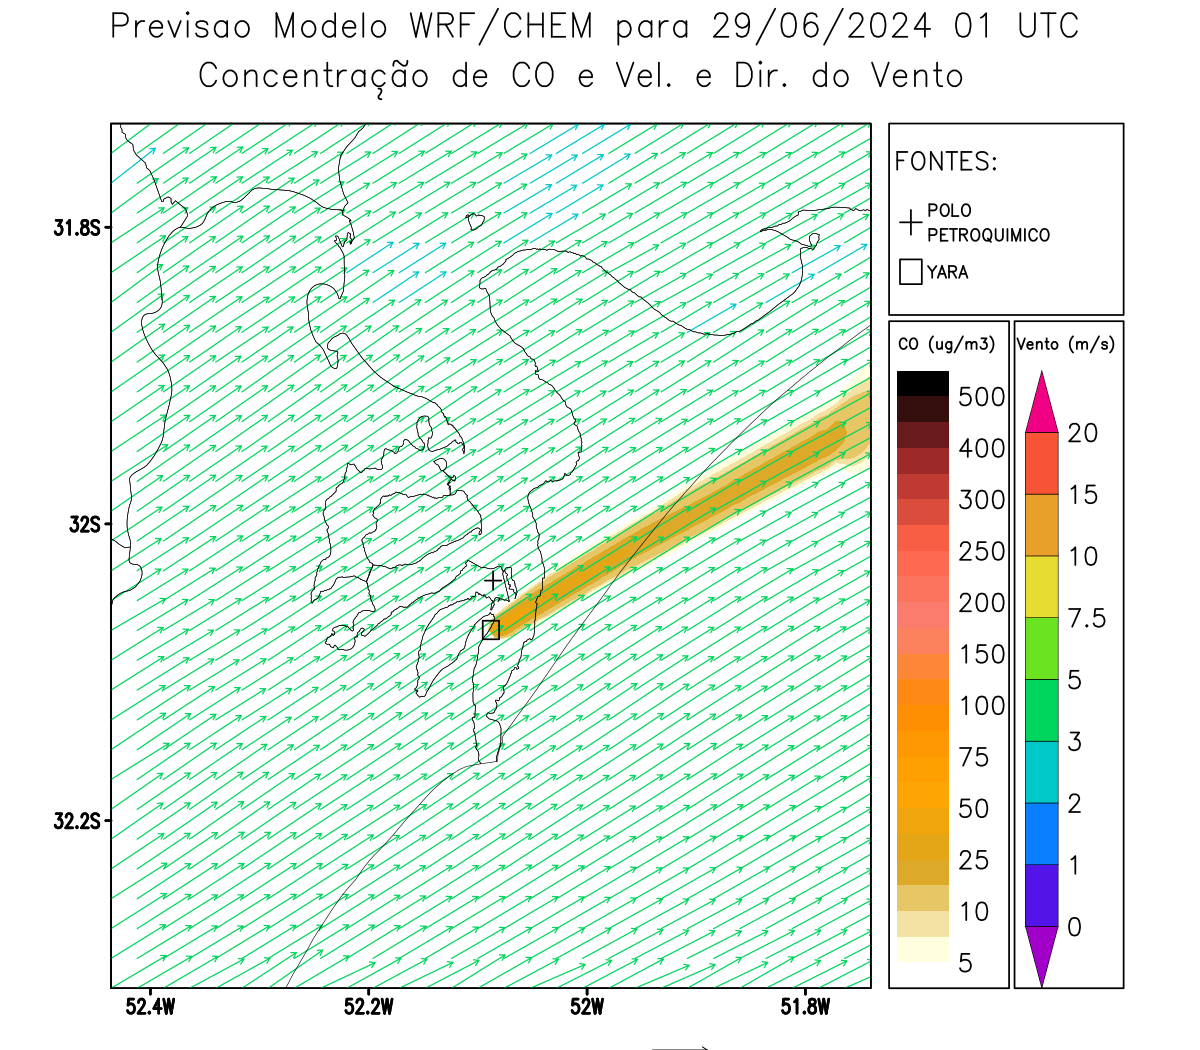 Previsao Modelo WRF/CHEM para 29/06/2024 01 UTC
Concentração de CO e Vel. e Dir. do Vento
FONTES:
POLO
PETROQUIMICO
YARA
CO (ug/m3)
500
400
300
250
200
150
100
75
50
25
10
5
Vento (m/s)
20
15
10
7.5
5
3
2
1
0
31.8S
32S
32.2S
52.4W
52.2W
52W
51.8W